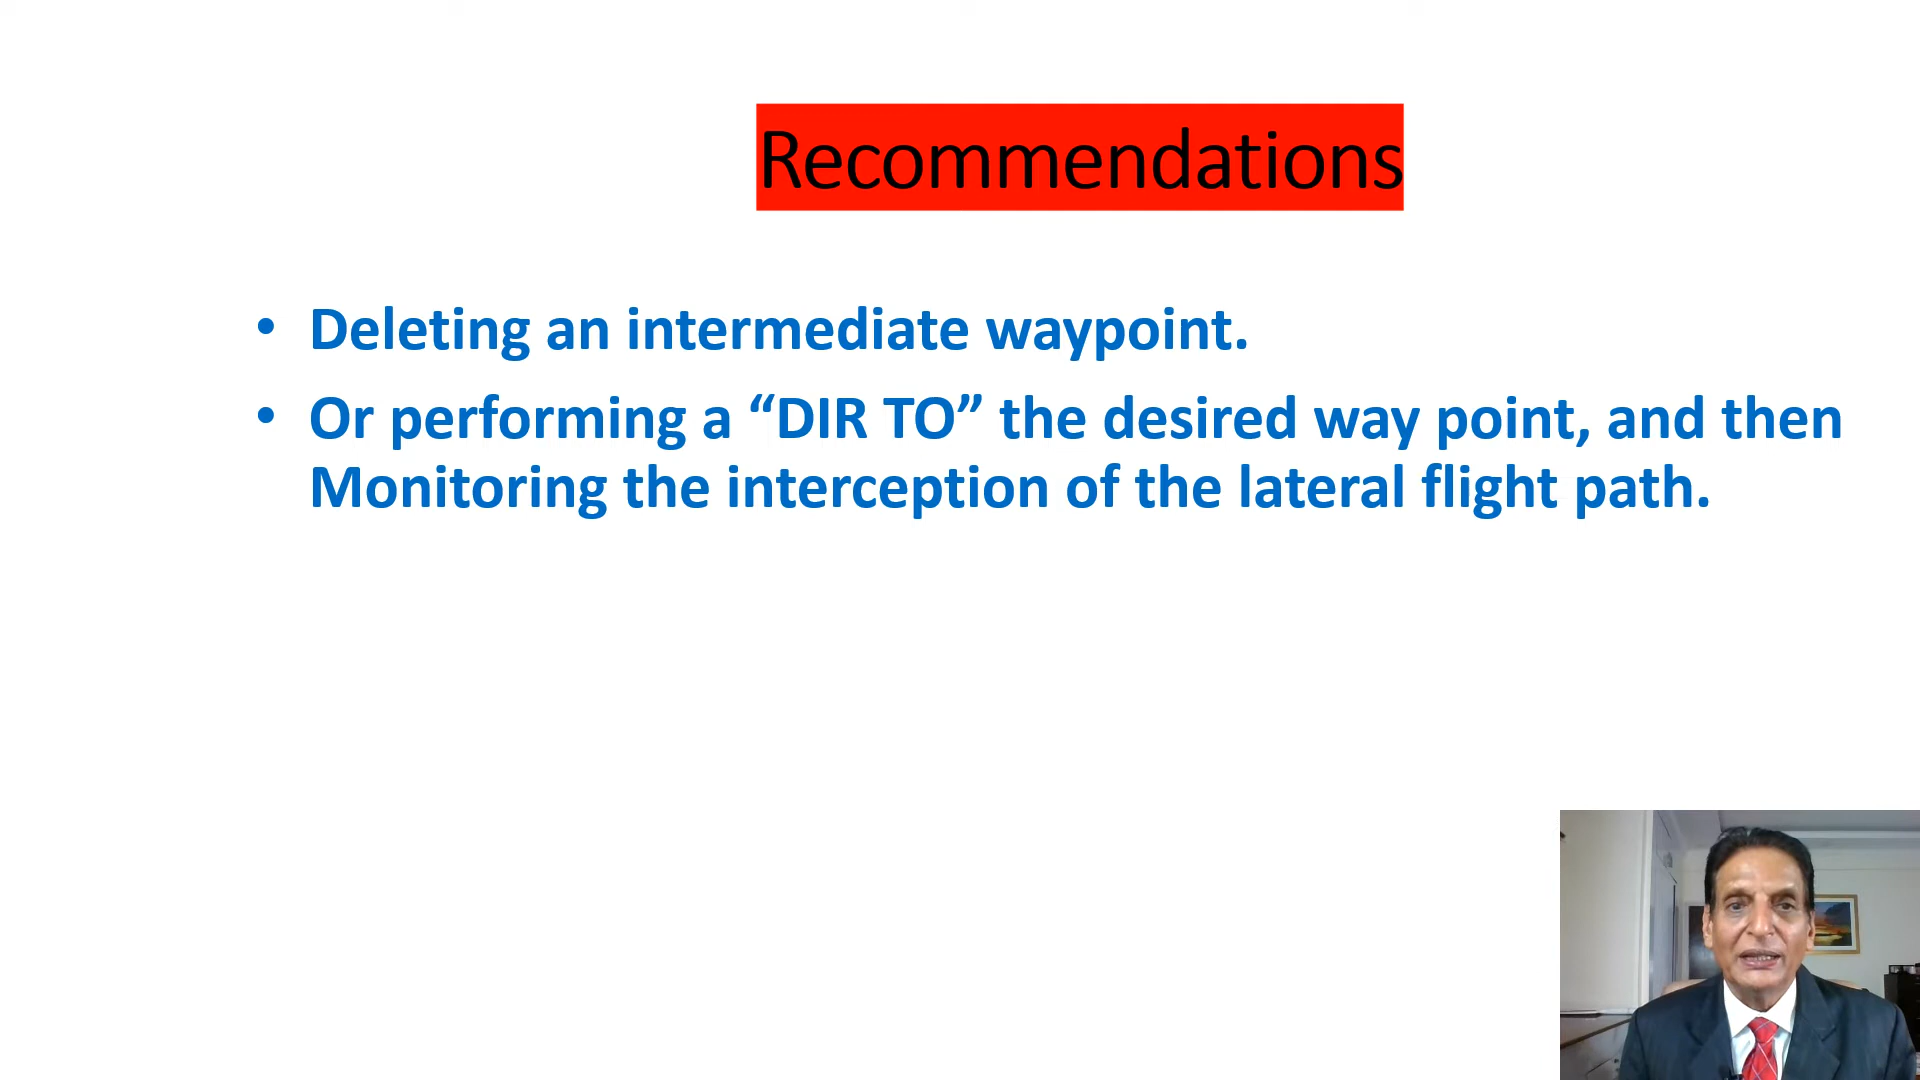 Recommendations
• Deleting an intermediate waypoint.
• Or performing a “DIR TO” the desired way point, and then
Monitoring the interception of the lateral flight path.